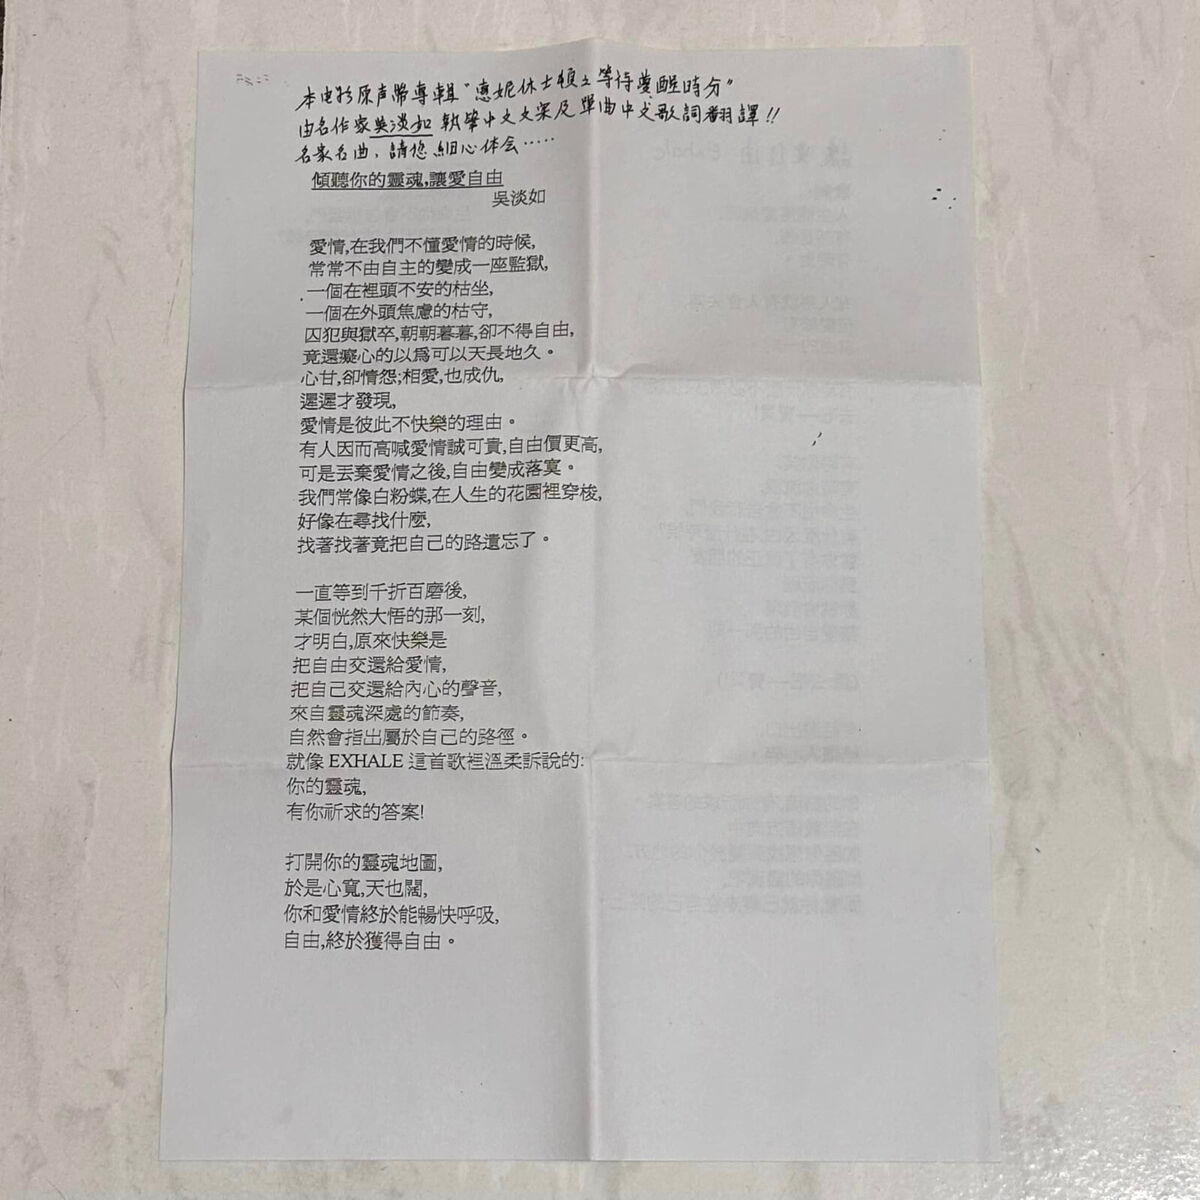 本电影原声帶專輯“惠妮休士頓之等待夢醒時分”
由名作家吳淡如執筆中文文案及單曲中文歌詞翻譯!!
名家名曲、請您細心体会……
傾聽你的靈魂,讓愛自由
吳淡如
愛情,在我們不懂愛情的時候,
常常不由自主的變成一座監獄,
一個在裡頭不安的枯坐,
一個在外頭焦慮的枯守,
囚犯與獄卒,朝朝暮暮,卻不得自由,
竟還癡心的以為可以天長地久。
心甘,卻情怨;相愛,也成仇,
遲遲才發現,
愛情是彼此不快樂的理由。
有人因而高喊愛情誠可貴,自由價更高,
可是丟棄愛情之後,自由變成落寞。
我們常像白粉蝶,在人生的花園裡穿梭,
好像在尋找什麼,
找著找著竟把自己的路遺忘了。
一直等到千折百磨後,
某個恍然大悟的那一刻,
才明白,原來快樂是
把自由交還給愛情,
把自己交還給內心的聲音,
來自靈魂深處的節奏,
自然會指出屬於自己的路徑。
就像 EXHALE 這首歌裡溫柔訴說的:
你的靈魂,
有你祈求的答案!
打開你的靈魂地圖,
於是心寬,天也闊,
你和愛情終於能暢快呼吸,
自由,終於獲得自由。